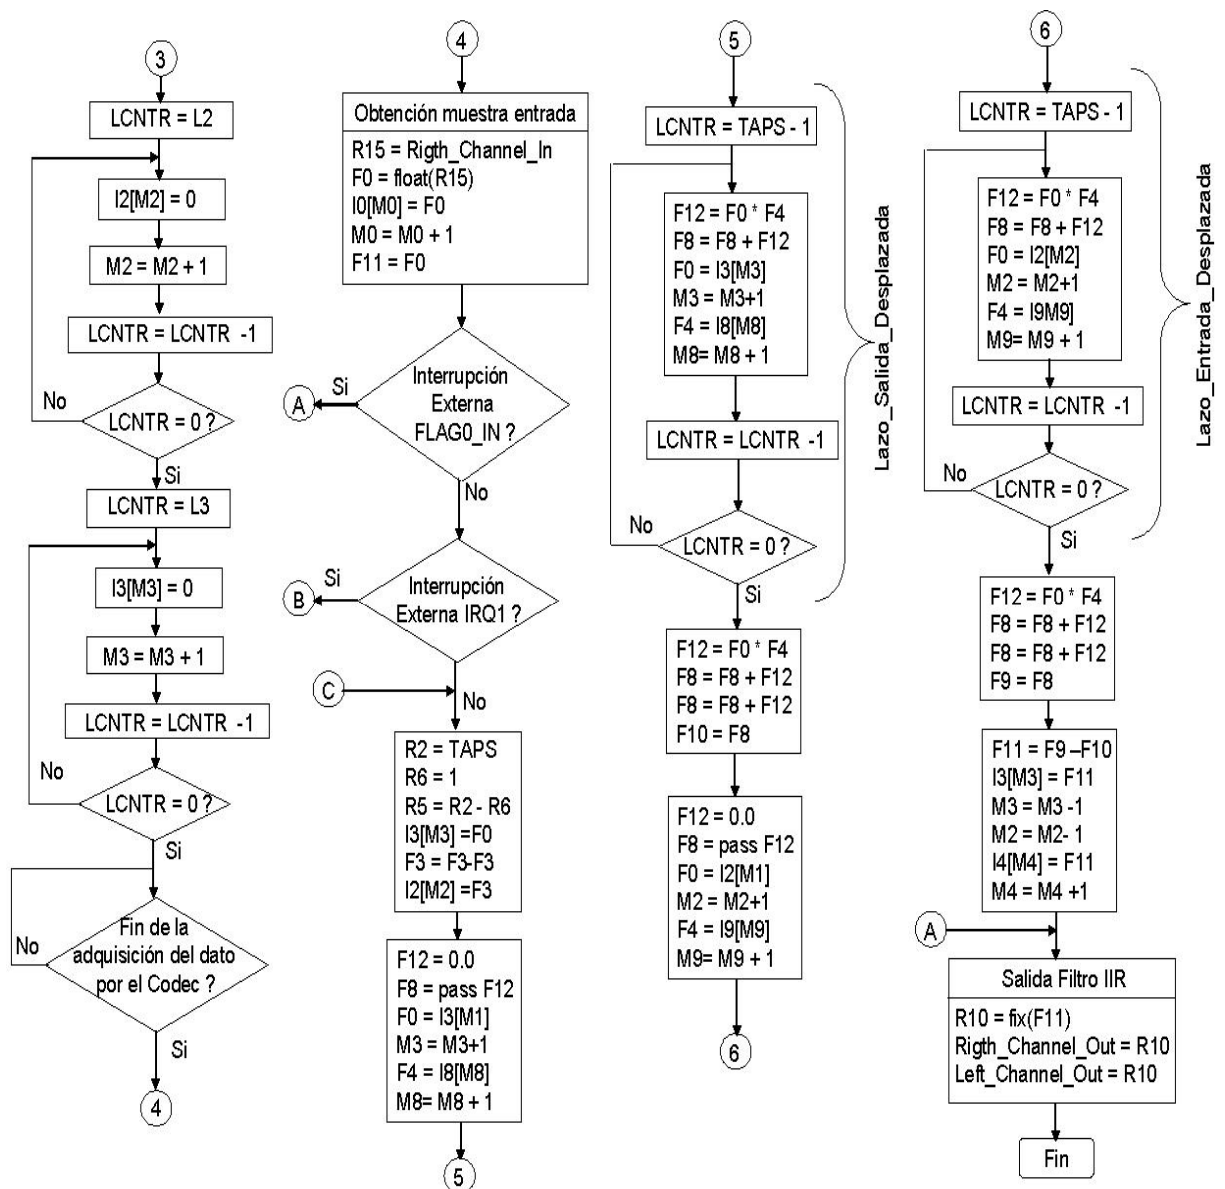 3
LCNTR = L2
I2[M2] = 0
M2 = M2 + 1
LCNTR = LCNTR -1
No
LCNTR = 0 ?
Si
LCNTR = L3
I3[M3] = 0
M3 = M3 + 1
LCNTR = LCNTR -1
No
LCNTR = 0 ?
Si
Fin de la
adquisición del dato
por el Codec ?
No
Si
4
4
Obtención muestra entrada
R15 = Rigth_Channel_In
F0 = float(R15)
I0[M0] = F0
M0 = M0 + 1
F11 = F0
Interrupción
Externa
FLAG0_IN ?
Si
A
No
Interrupción
Externa IRQ1 ?
Si
B
C
No
R2 = TAPS
R6 = 1
R5 = R2 - R6
I3[M3] =F0
F3 = F3-F3
I2[M2] =F3
F12 = 0.0
F8 = pass F12
F0 = I3[M1]
M3 = M3+1
F4 = I8[M8]
M8= M8 + 1
5
5
LCNTR = TAPS - 1
F12 = F0 * F4
F8 = F8 + F12
F0 = I3[M3]
M3 = M3+1
F4 = I8[M8]
M8= M8 + 1
LCNTR = LCNTR -1
No
LCNTR = 0 ?
Si
Lazo_Salida_Desplazada
F12 = F0 * F4
F8 = F8 + F12
F8 = F8 + F12
F10 = F8
F12 = 0.0
F8 = pass F12
F0 = I2[M1]
M2 = M2+1
F4 = I9[M9]
M9= M9 + 1
6
6
LCNTR = TAPS - 1
F12 = F0 * F4
F8 = F8 + F12
F0 = I2[M2]
M2 = M2+1
F4 = I9M9]
M9= M9 + 1
LCNTR = LCNTR -1
No
LCNTR = 0 ?
Si
Lazo_Entrada_Desplazada
F12 = F0 * F4
F8 = F8 + F12
F8 = F8 + F12
F9 = F8
F11 = F9 –F10
I3[M3] = F11
M3 = M3 -1
M2 = M2- 1
I4[M4] = F11
M4 = M4 +1
A
Salida Filtro IIR
R10 = fix(F11)
Rigth_Channel_Out = R10
Left_Channel_Out = R10
Fin